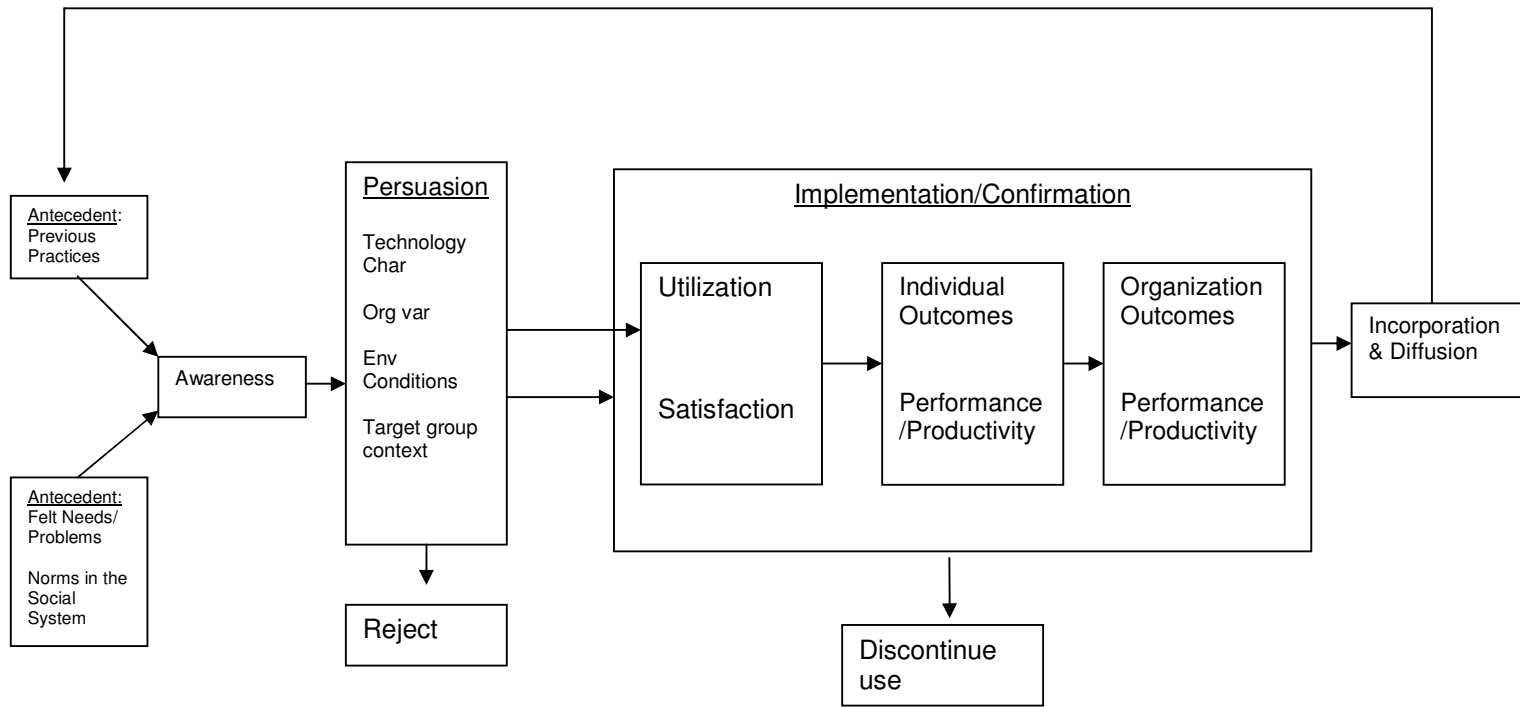 Antecedent:
Previous
Practices
Antecedent:
Felt Needs/
Problems
Norms in the
Social
System
Awareness
Persuasion
Technology
Char
Org var
Env
Conditions
Target group
context
Reject
Implementation/Confirmation
Utilization
Satisfaction
Individual
Outcomes
Performance
/Productivity
Organization
Outcomes
Performance
/Productivity
Discontinue
use
Incorporation
& Diffusion